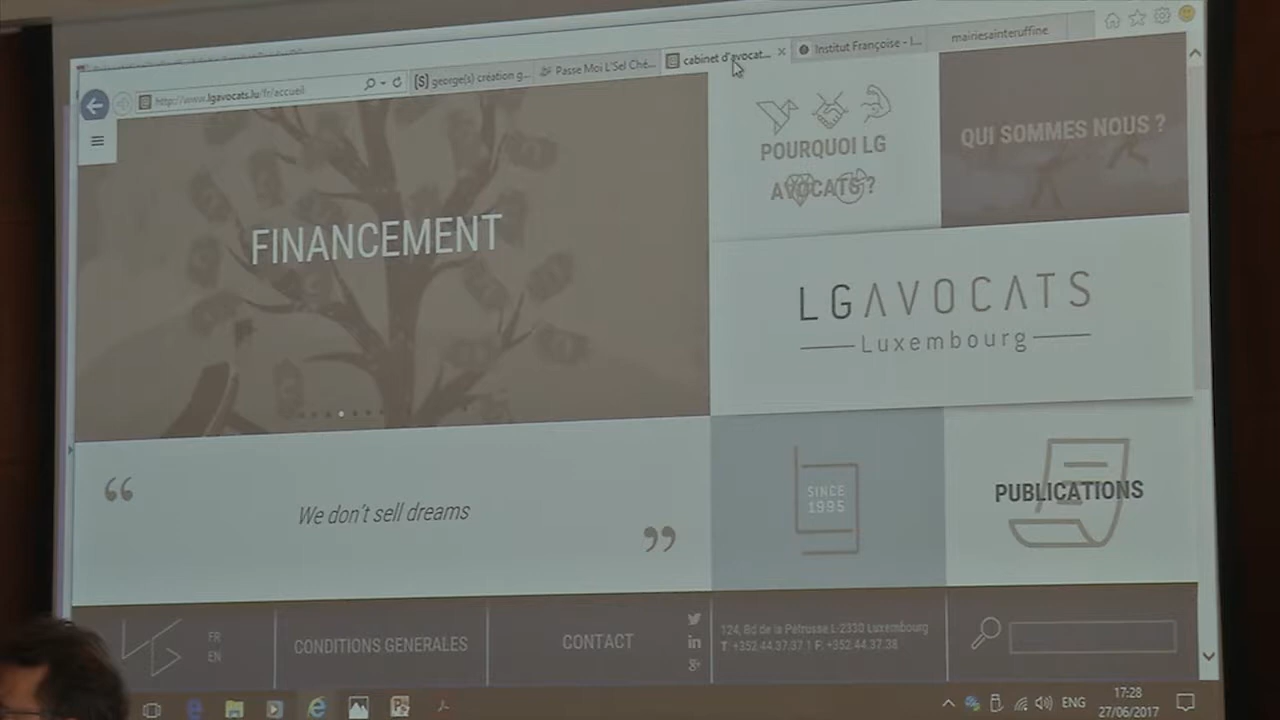 http://www.lgavocats.lu/fr/accueil
george(s) création g...
Passe Moi L'Sel Ché...
cabinet d'avocat...
Institut Françoise - I...
mairiesainteruffine
FINANCEMENT
POURQUOI LG
AVOCATS ?
QUI SOMMES NOUS ?
LGAVOCATS
Luxembourg
“
We don't sell dreams
”
SINCE
1995
PUBLICATIONS
FR
EN
CONDITIONS GENERALES
CONTACT
124, Bd de la Pétrusse L-2330 Luxembourg
T: +352.44.37.37 1 F: +352.44.37.38
ENG
17:28
27/06/2017